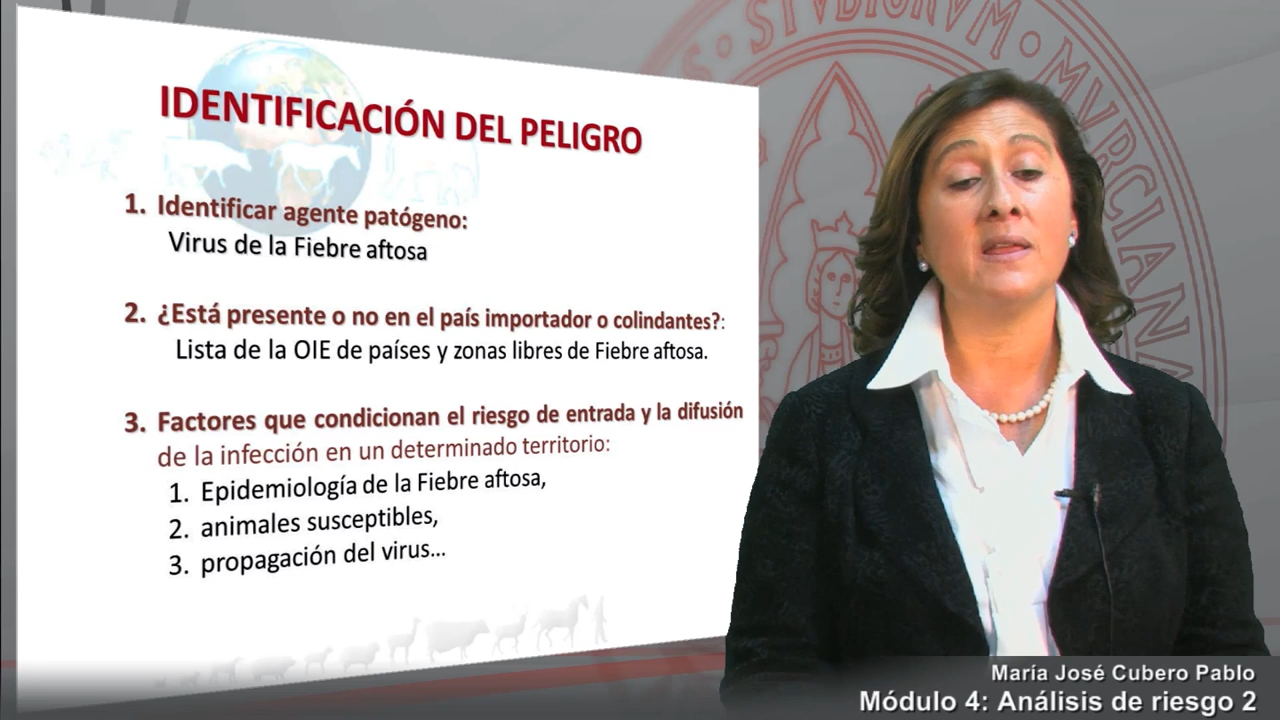 IDENTIFICACIÓN DEL PELIGRO
1. Identificar agente patógeno:
Virus de la Fiebre aftosa
2. ¿Está presente o no en el país importador o colindantes?:
Lista de la OIE de países y zonas libres de Fiebre aftosa.
3. Factores que condicionan el riesgo de entrada y la difusión
de la infección en un determinado territorio:
1. Epidemiología de la Fiebre aftosa,
2. animales susceptibles,
3. propagación del virus...
STVDIORVM
MVRCIANA
María José Cubero Pablo
Módulo 4: Análisis de riesgo 2